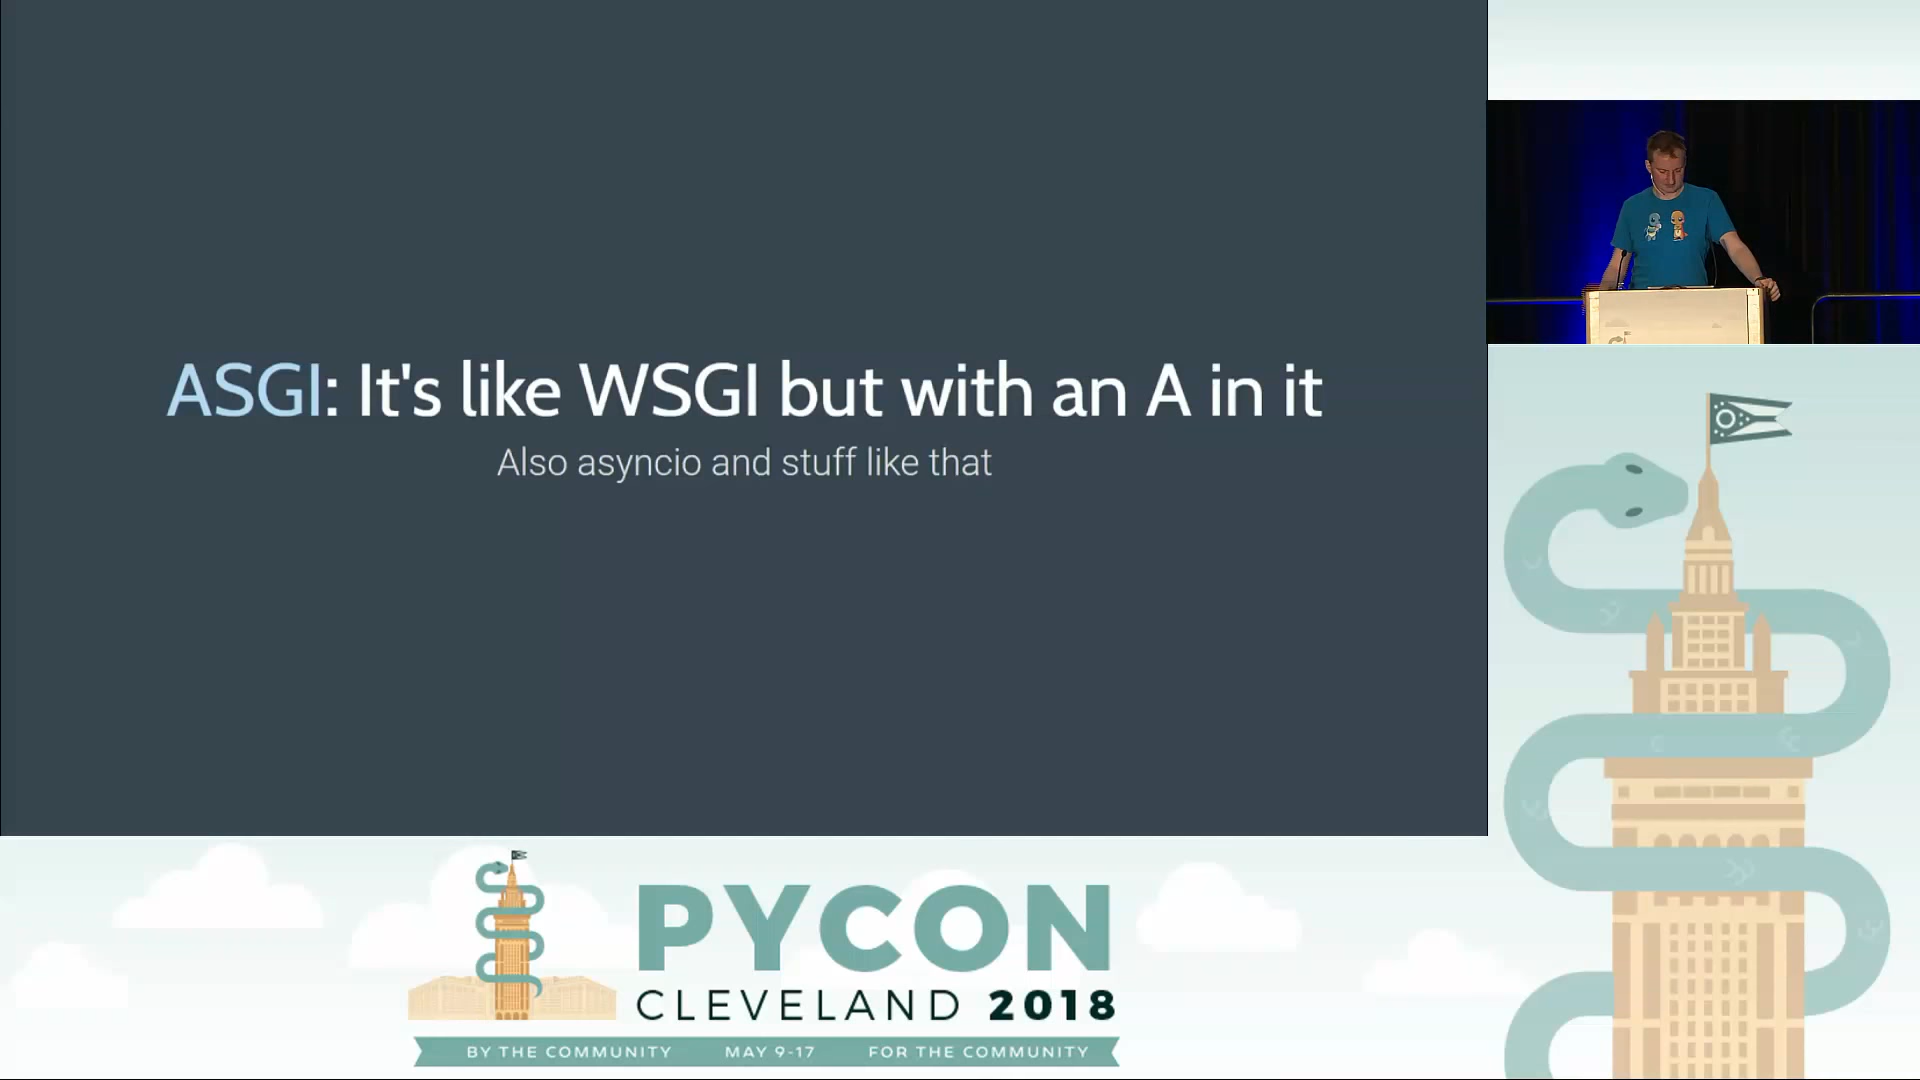 ASGI: It's like WSGI but with an A in it
Also asyncio and stuff like that
PYCON
CLEVELAND 2018
BY THE COMMUNITY MAY 9-17 FOR THE COMMUNITY